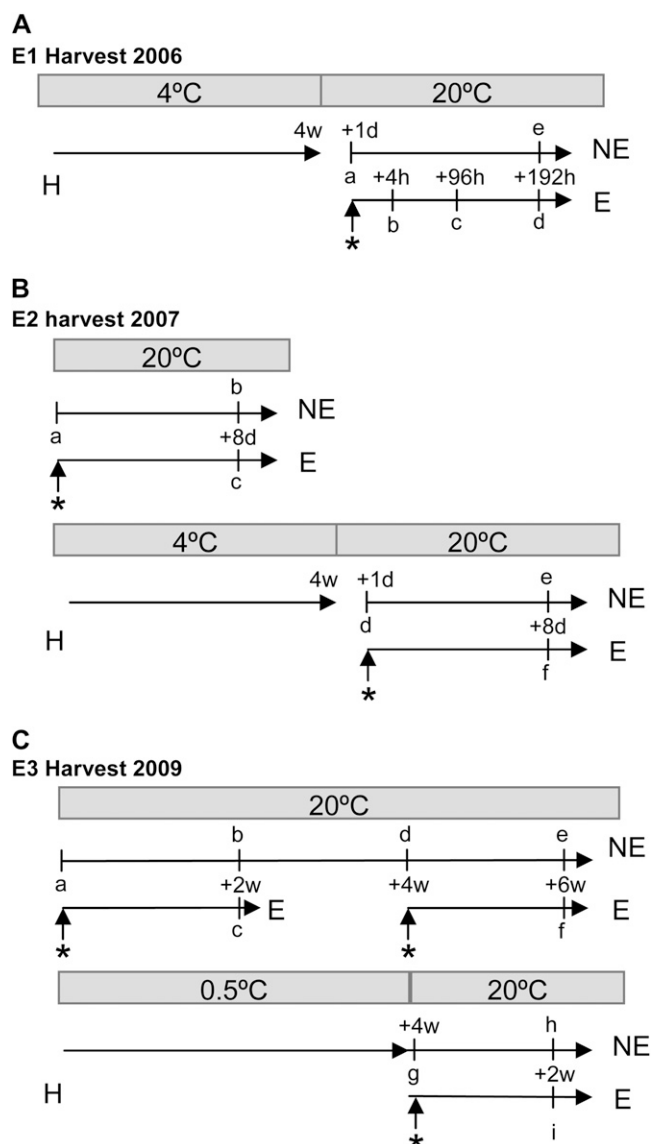 A
E1 Harvest 2006
4ºC 20ºC
4w +1d e NE
H a +4h +96h +192h E
b c d
*
B
E2 harvest 2007
20ºC
b NE
a +8d E
c
*
4ºC 20ºC
4w +1d e NE
H d +8d E
f
*
C
E3 Harvest 2009
20ºC
b d e NE
a +2w +4w +6w
E E
c f
* *
0.5ºC 20ºC
+4w h NE
H g +2w E
i
*